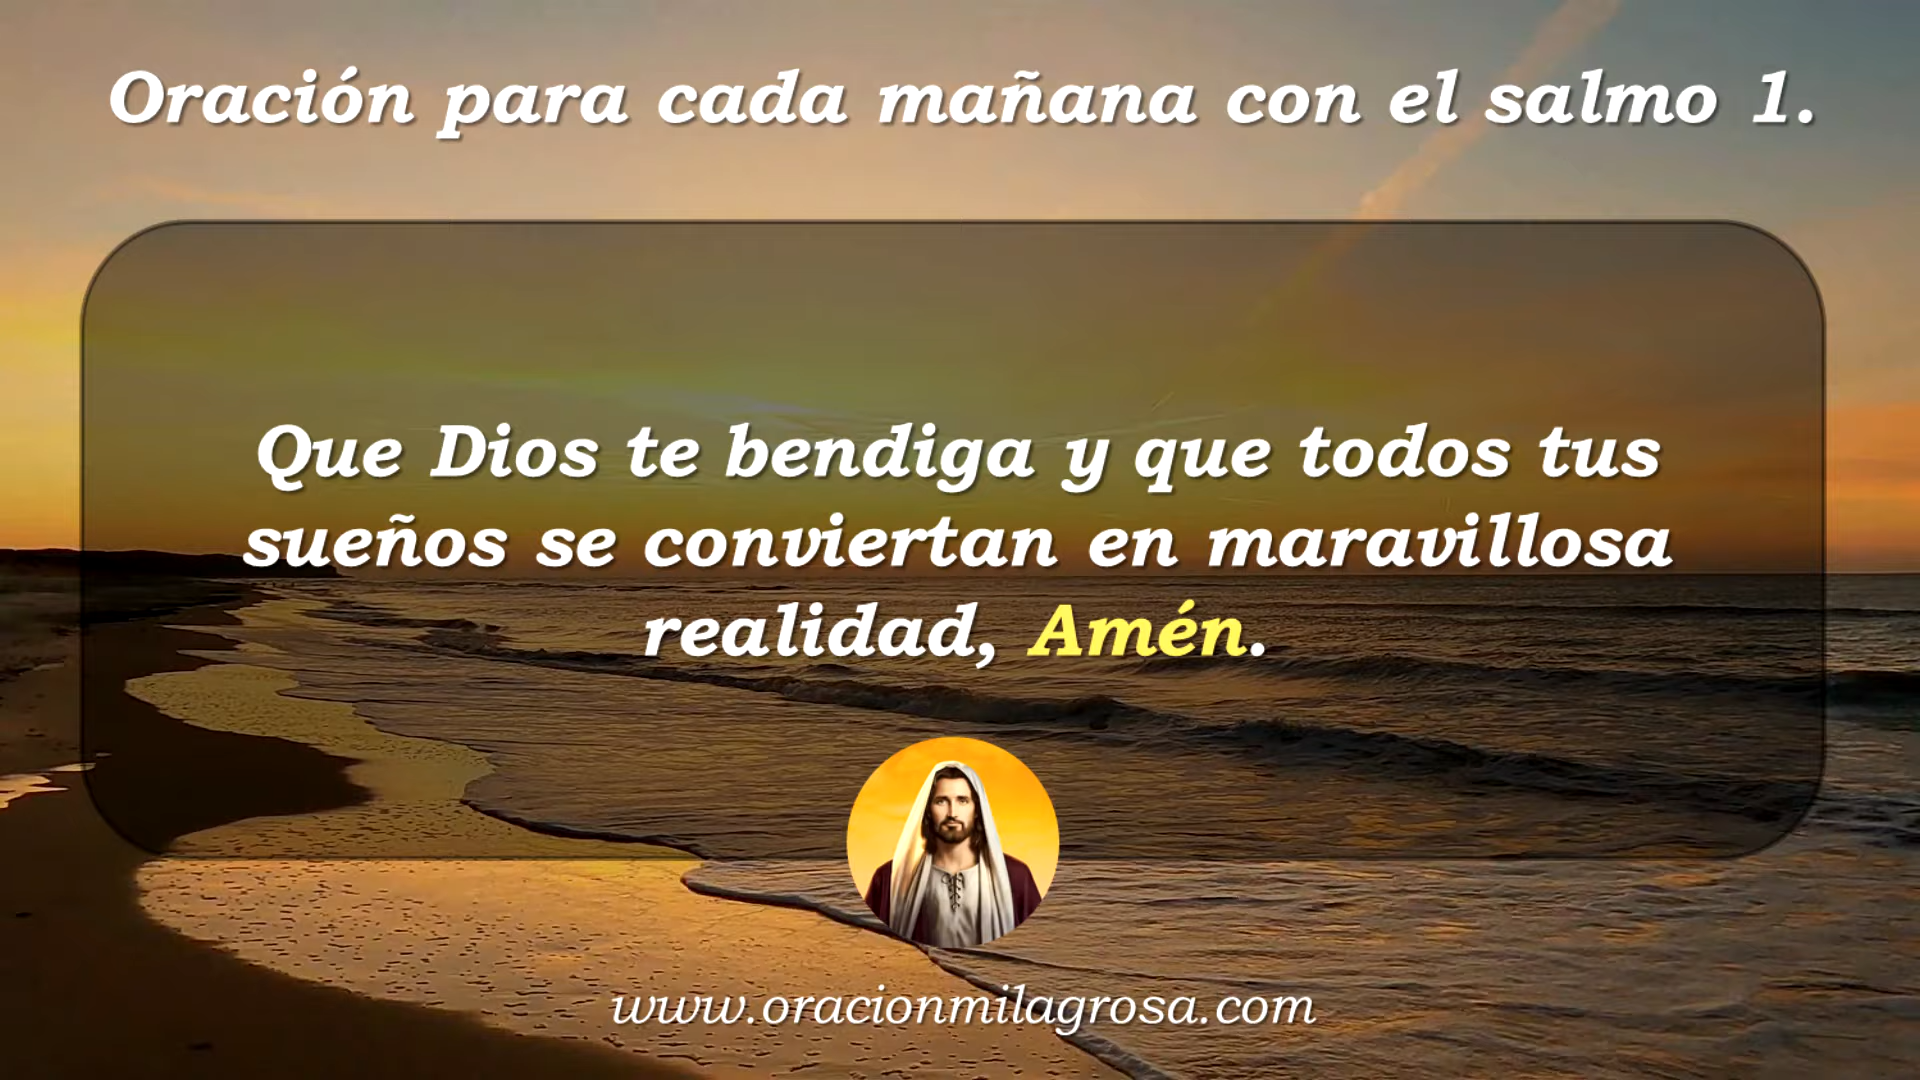 Oración para cada mañana con el salmo 1.
Que Dios te bendiga y que todos tus
sueños se conviertan en maravillosa
realidad, Amén.
www.oracionmilagrosa.com